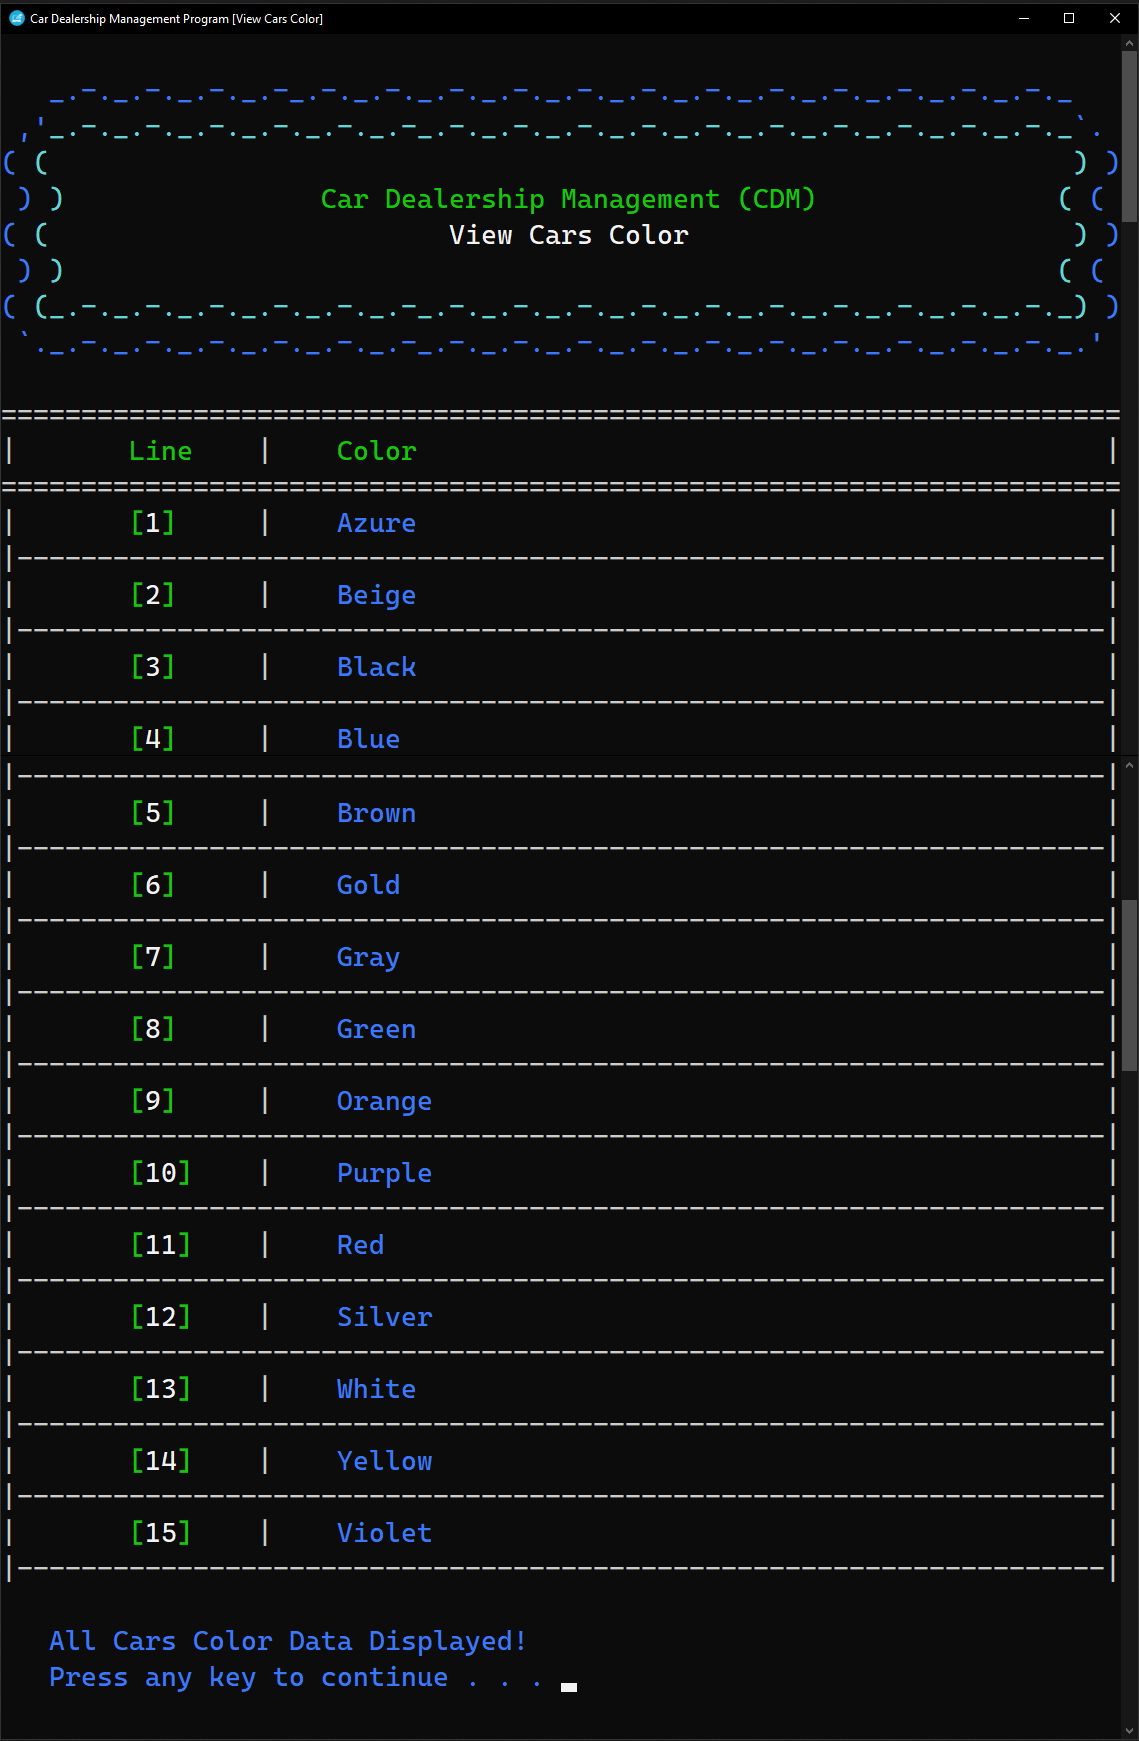 Car Dealership Management Program [View Cars Color]
Car Dealership Management (CDM)
View Cars Color
| Line | Color |
| [1] | Azure |
| [2] | Beige |
| [3] | Black |
| [4] | Blue |
| [5] | Brown |
| [6] | Gold |
| [7] | Gray |
| [8] | Green |
| [9] | Orange |
| [10] | Purple |
| [11] | Red |
| [12] | Silver |
| [13] | White |
| [14] | Yellow |
| [15] | Violet |
All Cars Color Data Displayed!
Press any key to continue . . .